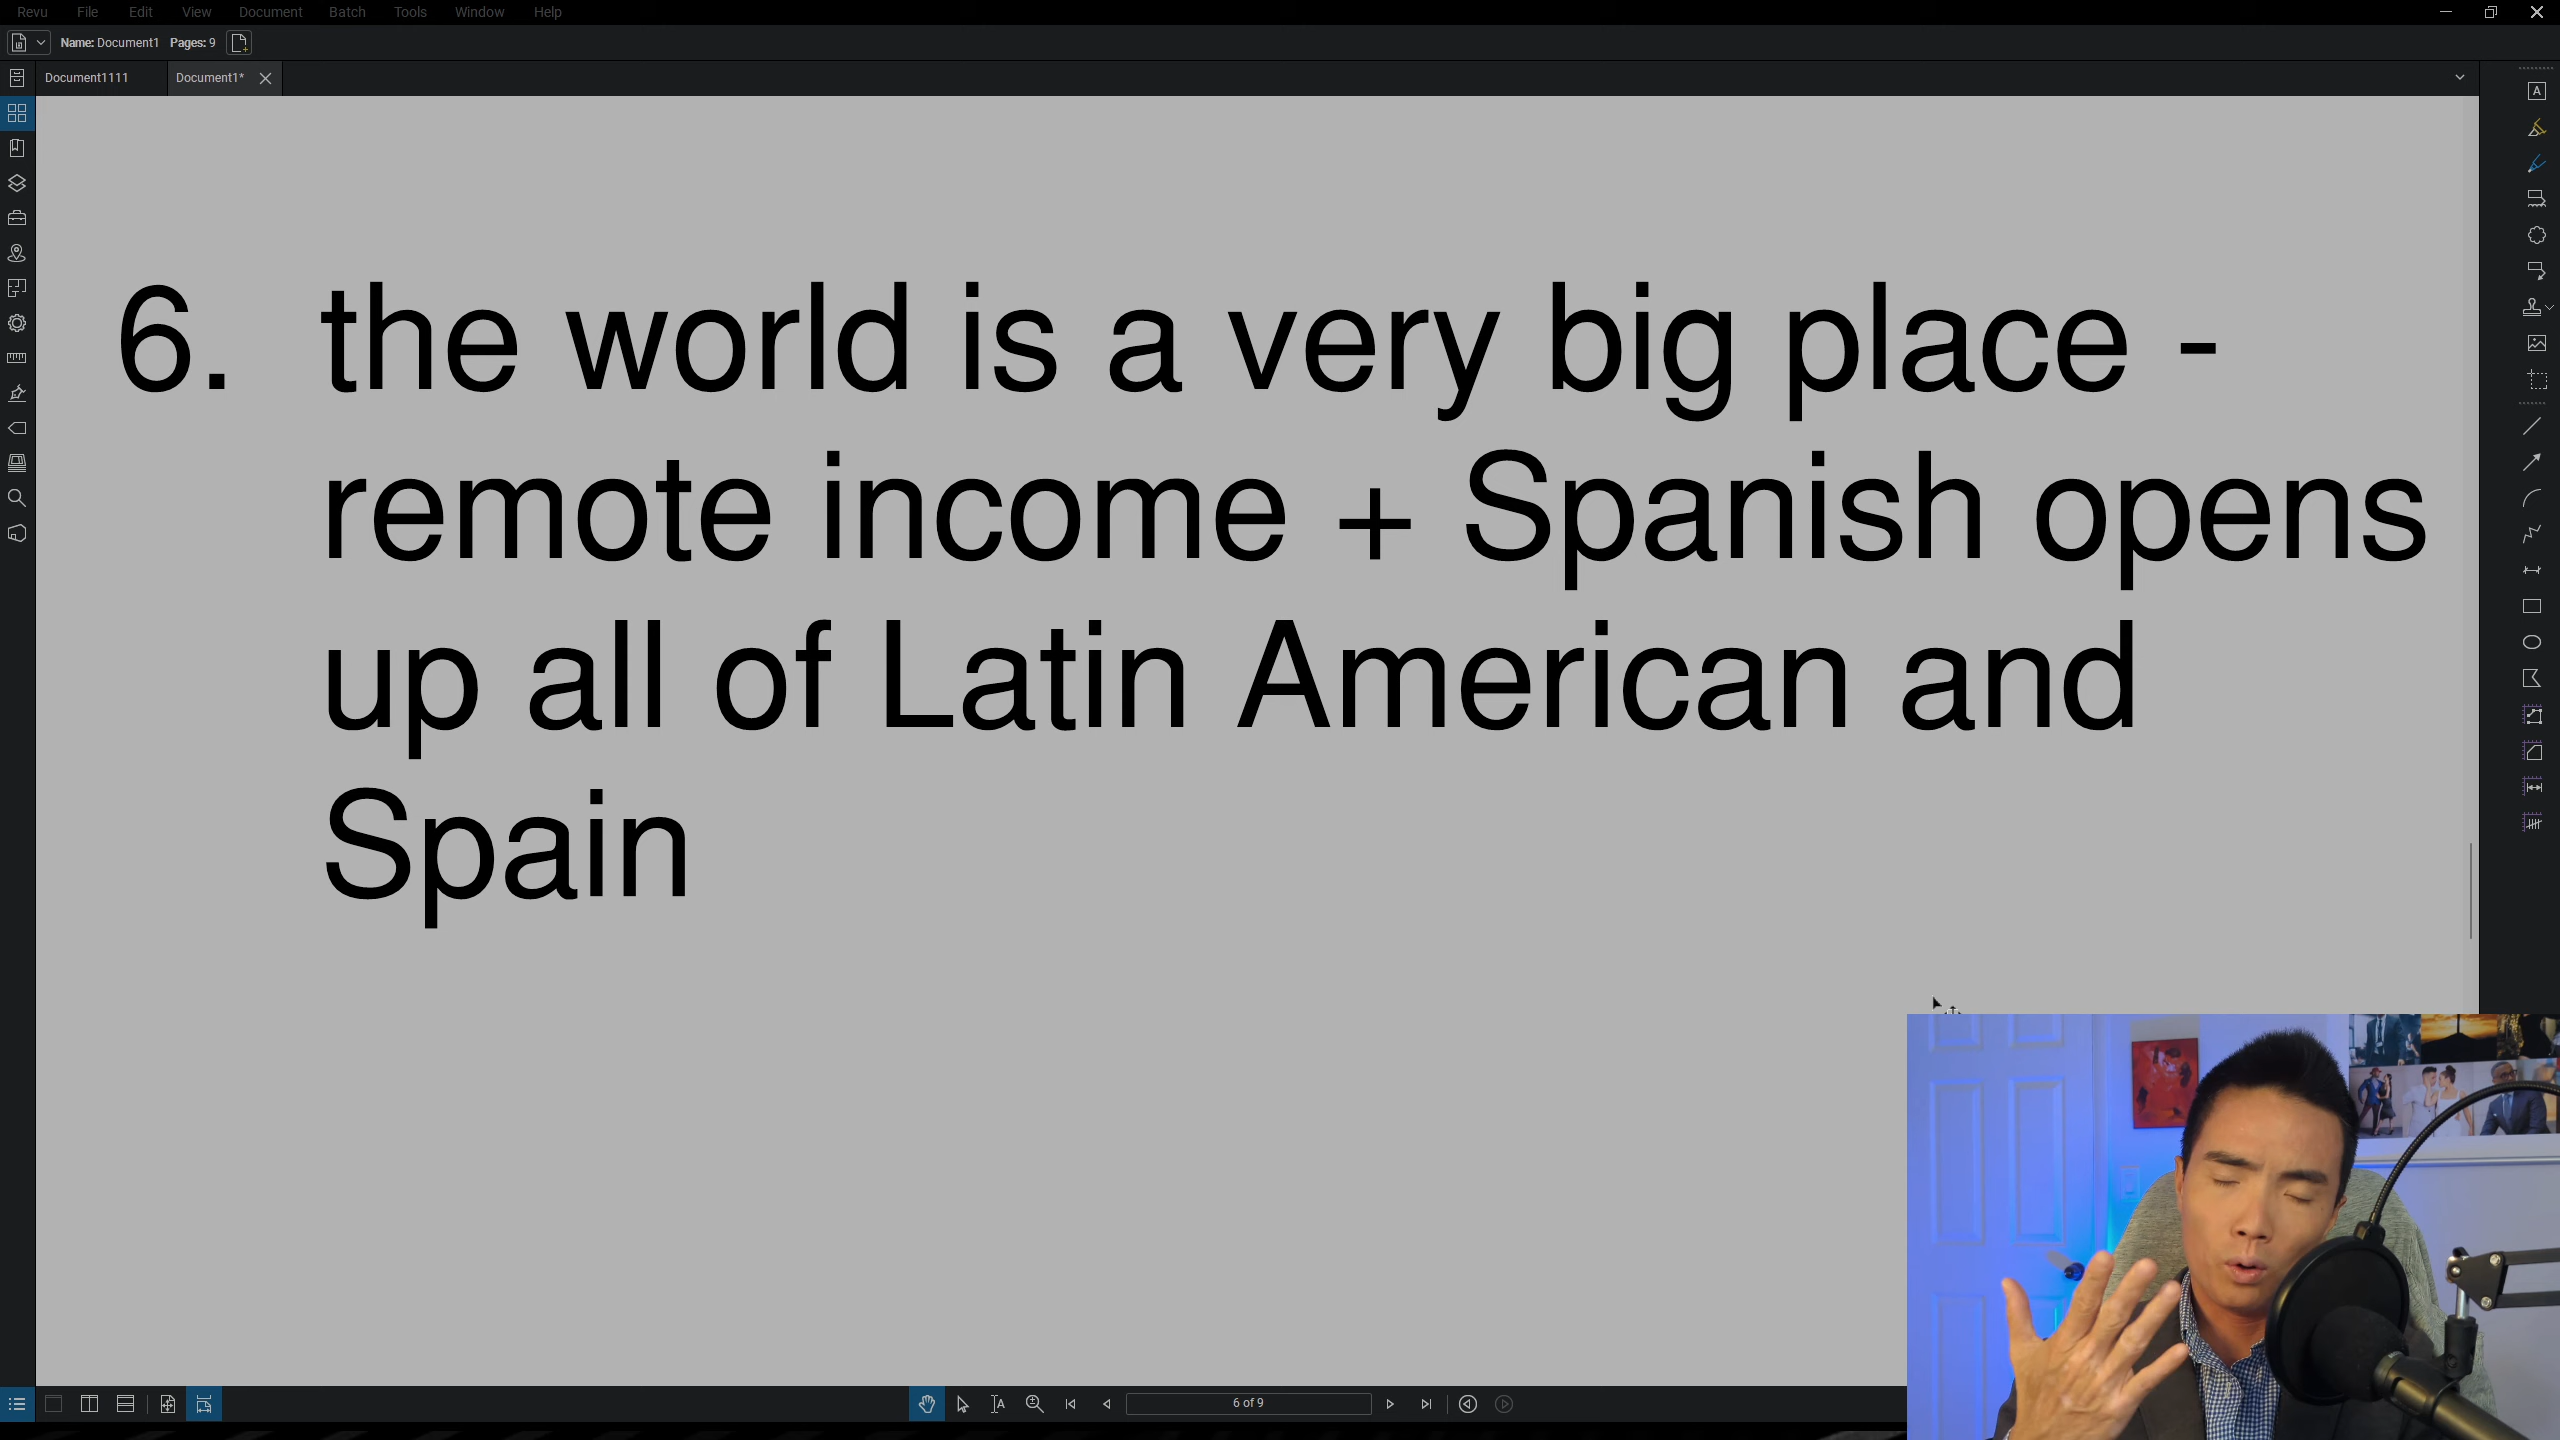 Revu File Edit View Document Batch Tools Window Help
Name: Document1 Pages: 9
Document1111 Document1*
6. the world is a very big place -
remote income + Spanish opens
up all of Latin American and
Spain
6 of 9